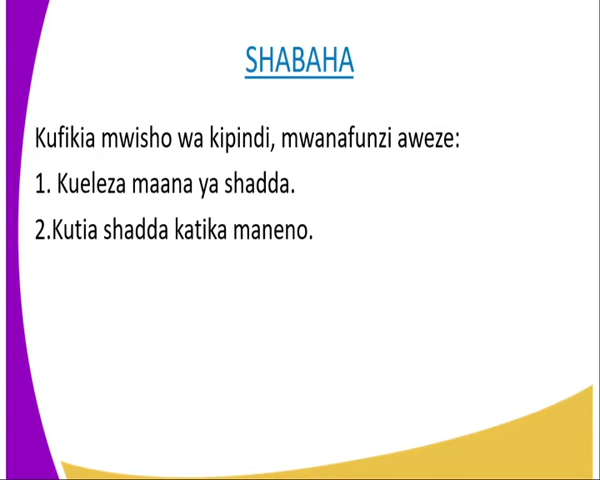 SHABAHA
Kufikia mwisho wa kipindi, mwanafunzi aweze:
1. Kueleza maana ya shadda.
2.Kutia shadda katika maneno.